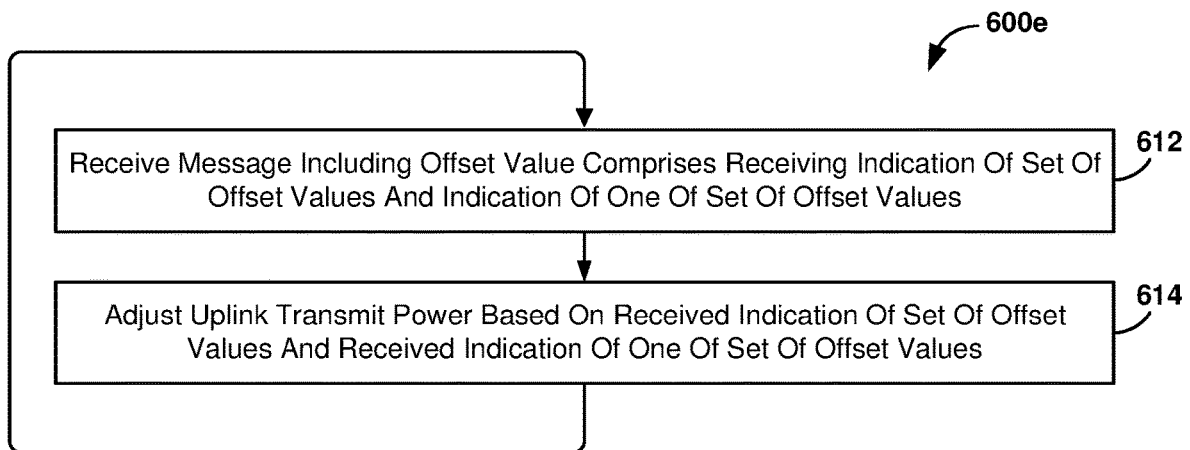 600e
Receive Message Including Offset Value Comprises Receiving Indication Of Set Of
Offset Values And Indication Of One Of Set Of Offset Values
612
Adjust Uplink Transmit Power Based On Received Indication Of Set Of Offset
Values And Received Indication Of One Of Set Of Offset Values
614